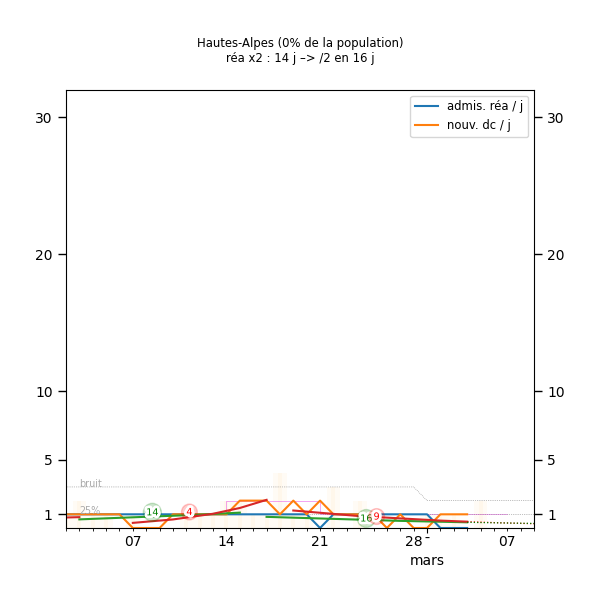 Hautes-Alpes (0% de la population)
réa x2 : 14 j –> /2 en 16 j
admis. réa / j
nouv. dc / j
30 30
20 20
10 10
5 5
bruit
25%
14 4 16 9
1 1
07 14 21 28 07
mars